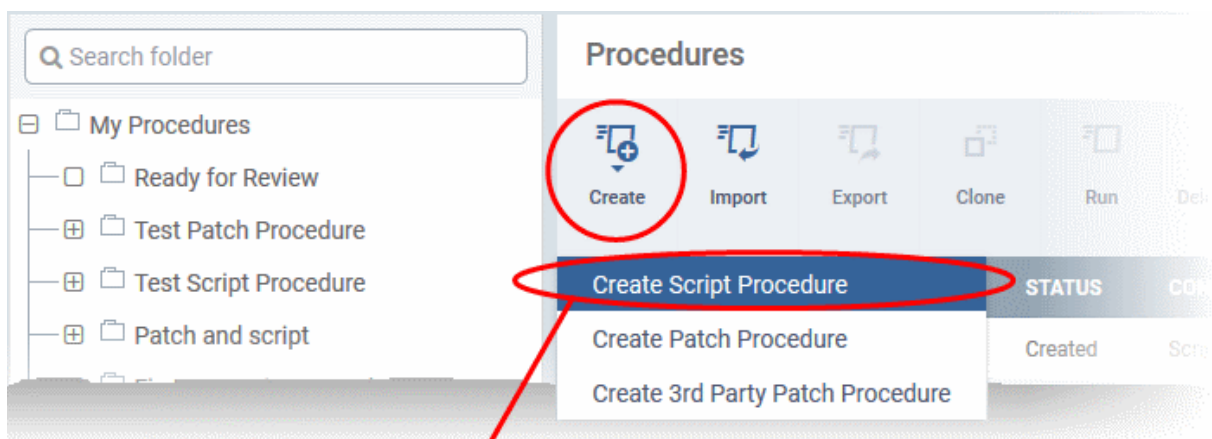 Search folder
My Procedures
Ready for Review
Test Patch Procedure
Test Script Procedure
Patch and script
Procedures
Create Import Export Clone Run
Create Script Procedure
Create Patch Procedure
Create 3rd Party Patch Procedure
STATUS
Created